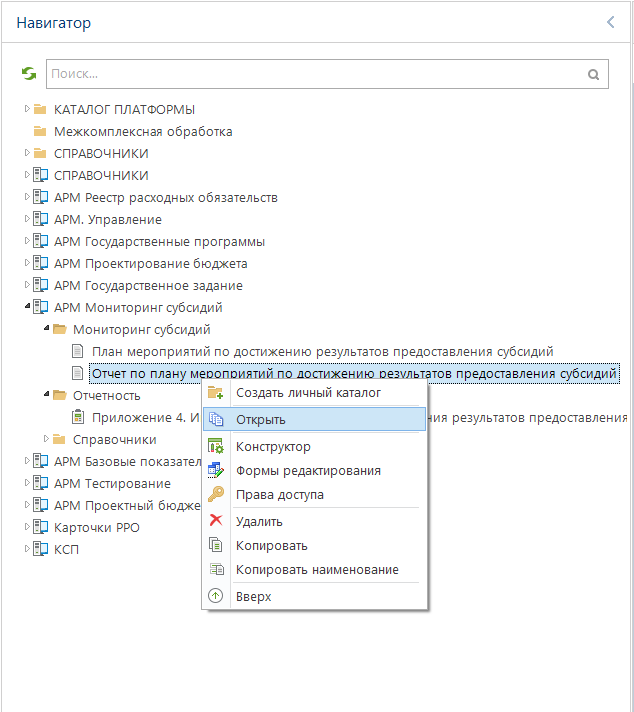 Навигатор
Поиск...
КАТАЛОГ ПЛАТФОРМЫ
Межкомплексная обработка
СПРАВОЧНИКИ
СПРАВОЧНИКИ
АРМ Реестр расходных обязательств
АРМ. Управление
АРМ Государственные программы
АРМ Проектирование бюджета
АРМ Государственное задание
АРМ Мониторинг субсидий
Мониторинг субсидий
План мероприятий по достижению результатов предоставления субсидий
Отчет по плану мероприятий по достижению результатов предоставления субсидий
Создать личный каталог
Отчетность
Приложение 4. И
ния результатов предоставления
Открыть
Справочники
Конструктор
АРМ Базовые показател
Формы редактирования
АРМ Тестирование
Права доступа
АРМ Проектный бюдже
Удалить
Карточки РРО
Копировать
КСП
Копировать наименование
Вверх